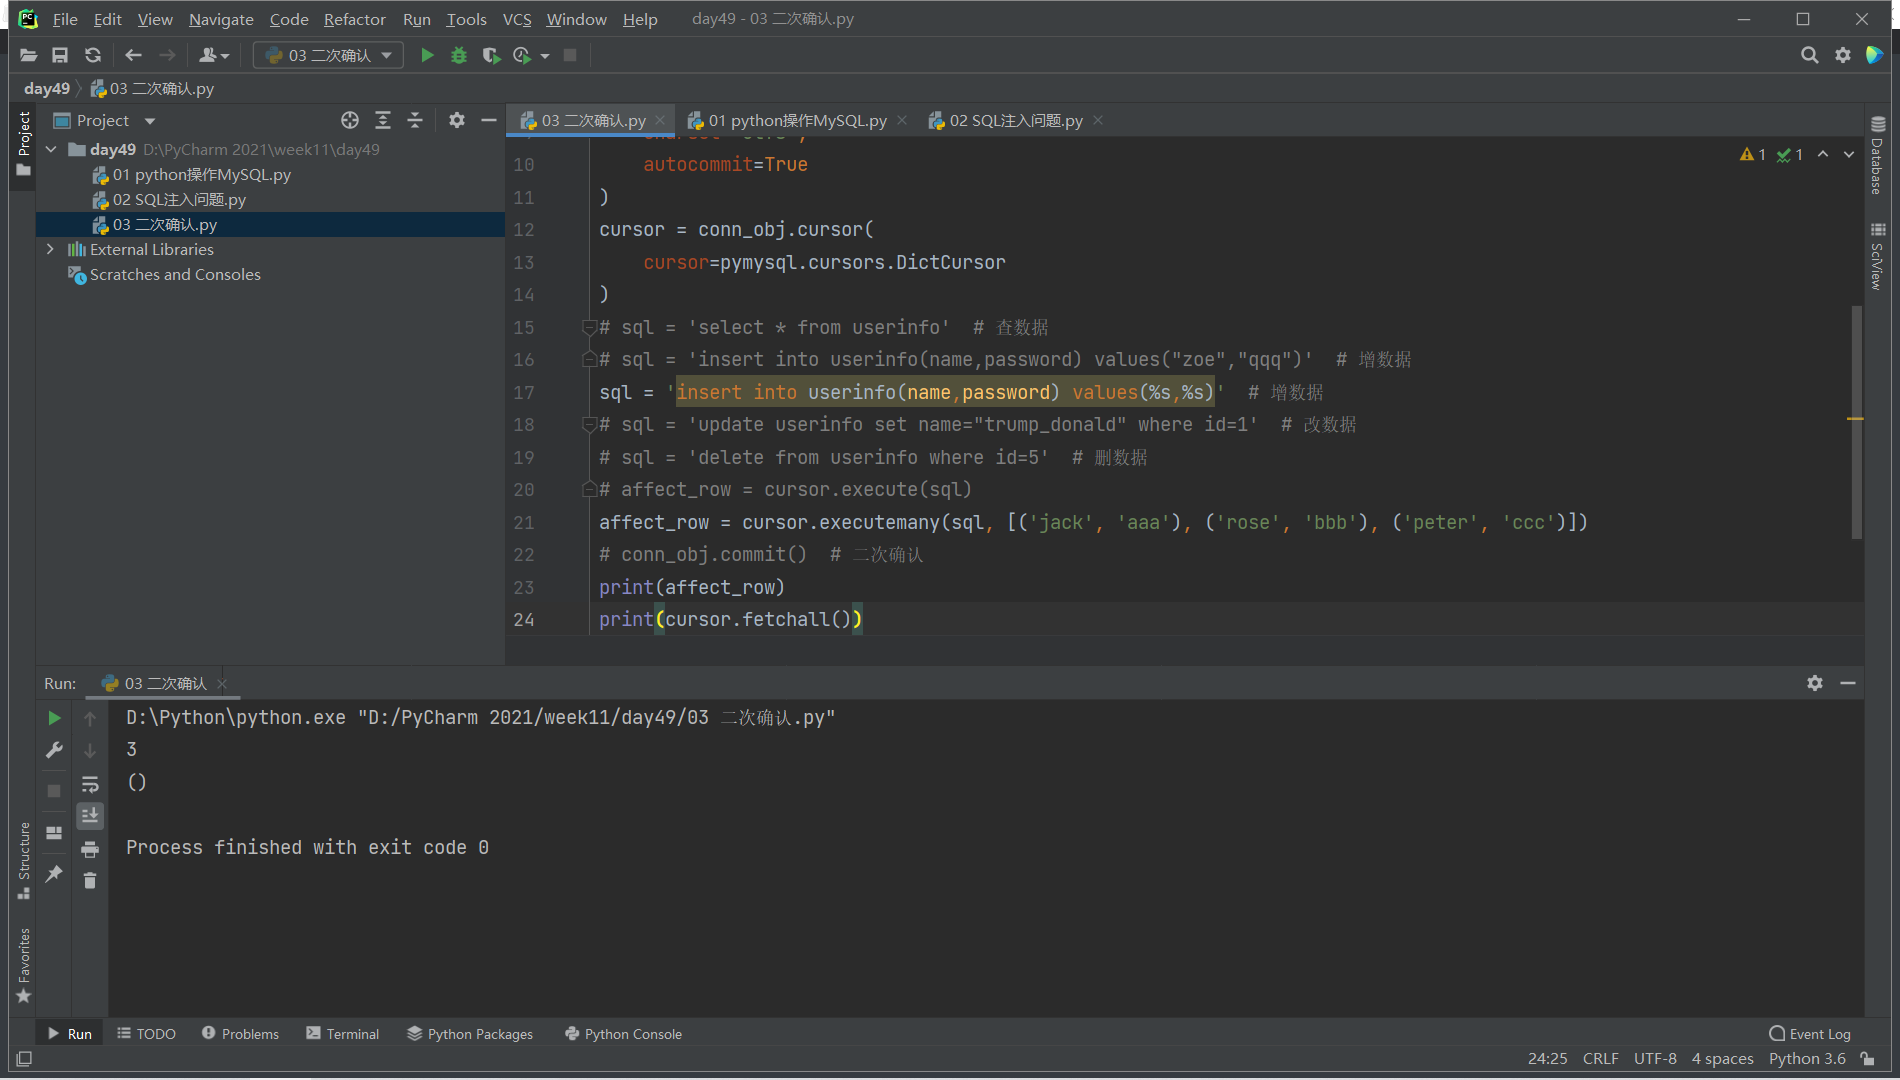 File Edit View Navigate Code Refactor Run Tools VCS Window Help day49 - 03 二次确认.py
03 二次确认
day49 03 二次确认.py
Project
03 二次确认.py 01 python操作MySQL.py 02 SQL注入问题.py
Project
day49 D:\PyCharm 2021\week11\day49
01 python操作MySQL.py
02 SQL注入问题.py
03 二次确认.py
External Libraries
Scratches and Consoles
1 1
Database
SciView
10 autocommit=True
11 )
12 cursor = conn_obj.cursor(
13 cursor=pymysql.cursors.DictCursor
14 )
15 # sql = 'select * from userinfo'  # 查数据
16 # sql = 'insert into userinfo(name,password) values("zoe","qqq")'  # 增数据
17 sql = 'insert into userinfo(name,password) values(%s,%s)'  # 增数据
18 # sql = 'update userinfo set name="trump_donald" where id=1'  # 改数据
19 # sql = 'delete from userinfo where id=5'  # 删数据
20 # affect_row = cursor.execute(sql)
21 affect_row = cursor.executemany(sql, [('jack', 'aaa'), ('rose', 'bbb'), ('peter', 'ccc')])
22 # conn_obj.commit()  # 二次确认
23 print(affect_row)
24 print(cursor.fetchall())
Run: 03 二次确认
D:\Python\python.exe "D:/PyCharm 2021/week11/day49/03 二次确认.py"
3
()
Process finished with exit code 0
Structure
Favorites
Run TODO Problems Terminal Python Packages Python Console Event Log
24:25 CRLF UTF-8 4 spaces Python 3.6